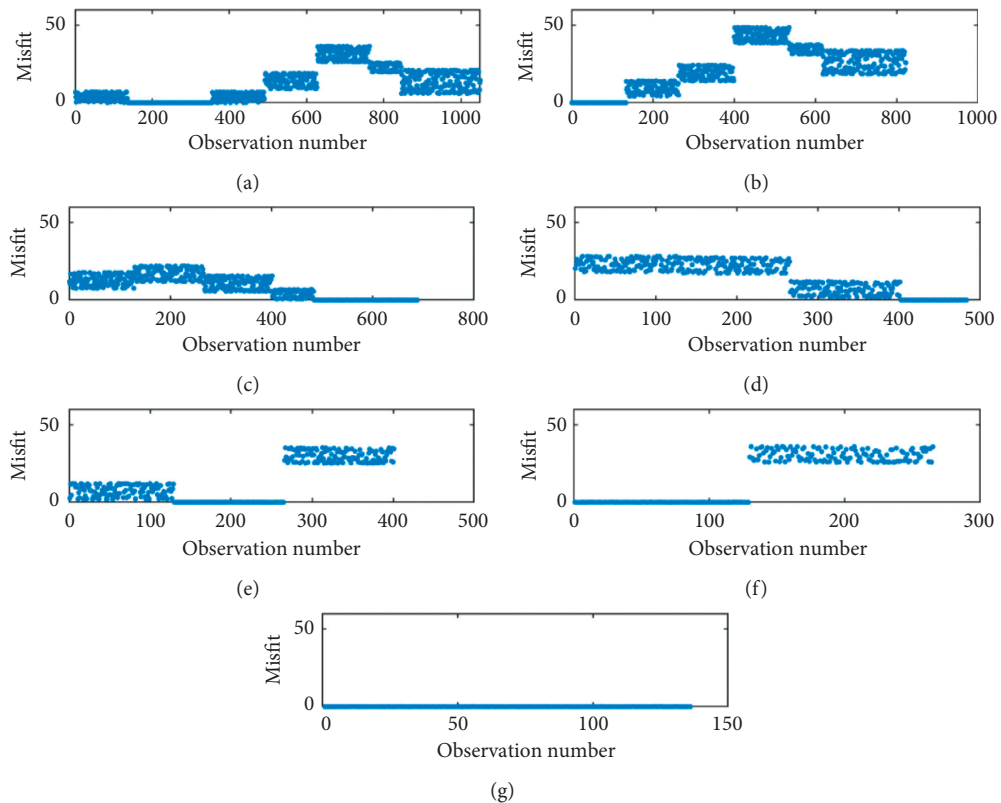 50
0
Misfit
0 200 400 600 800 1000
Observation number
(a)
50
0
Misfit
0 200 400 600 800 1000
Observation number
(b)
50
0
Misfit
0 200 400 600 800
Observation number
(c)
50
0
Misfit
0 100 200 300 400 500
Observation number
(d)
50
0
Misfit
0 100 200 300 400 500
Observation number
(e)
50
0
Misfit
0 100 200 300
Observation number
(f)
50
0
Misfit
0 50 100 150
Observation number
(g)